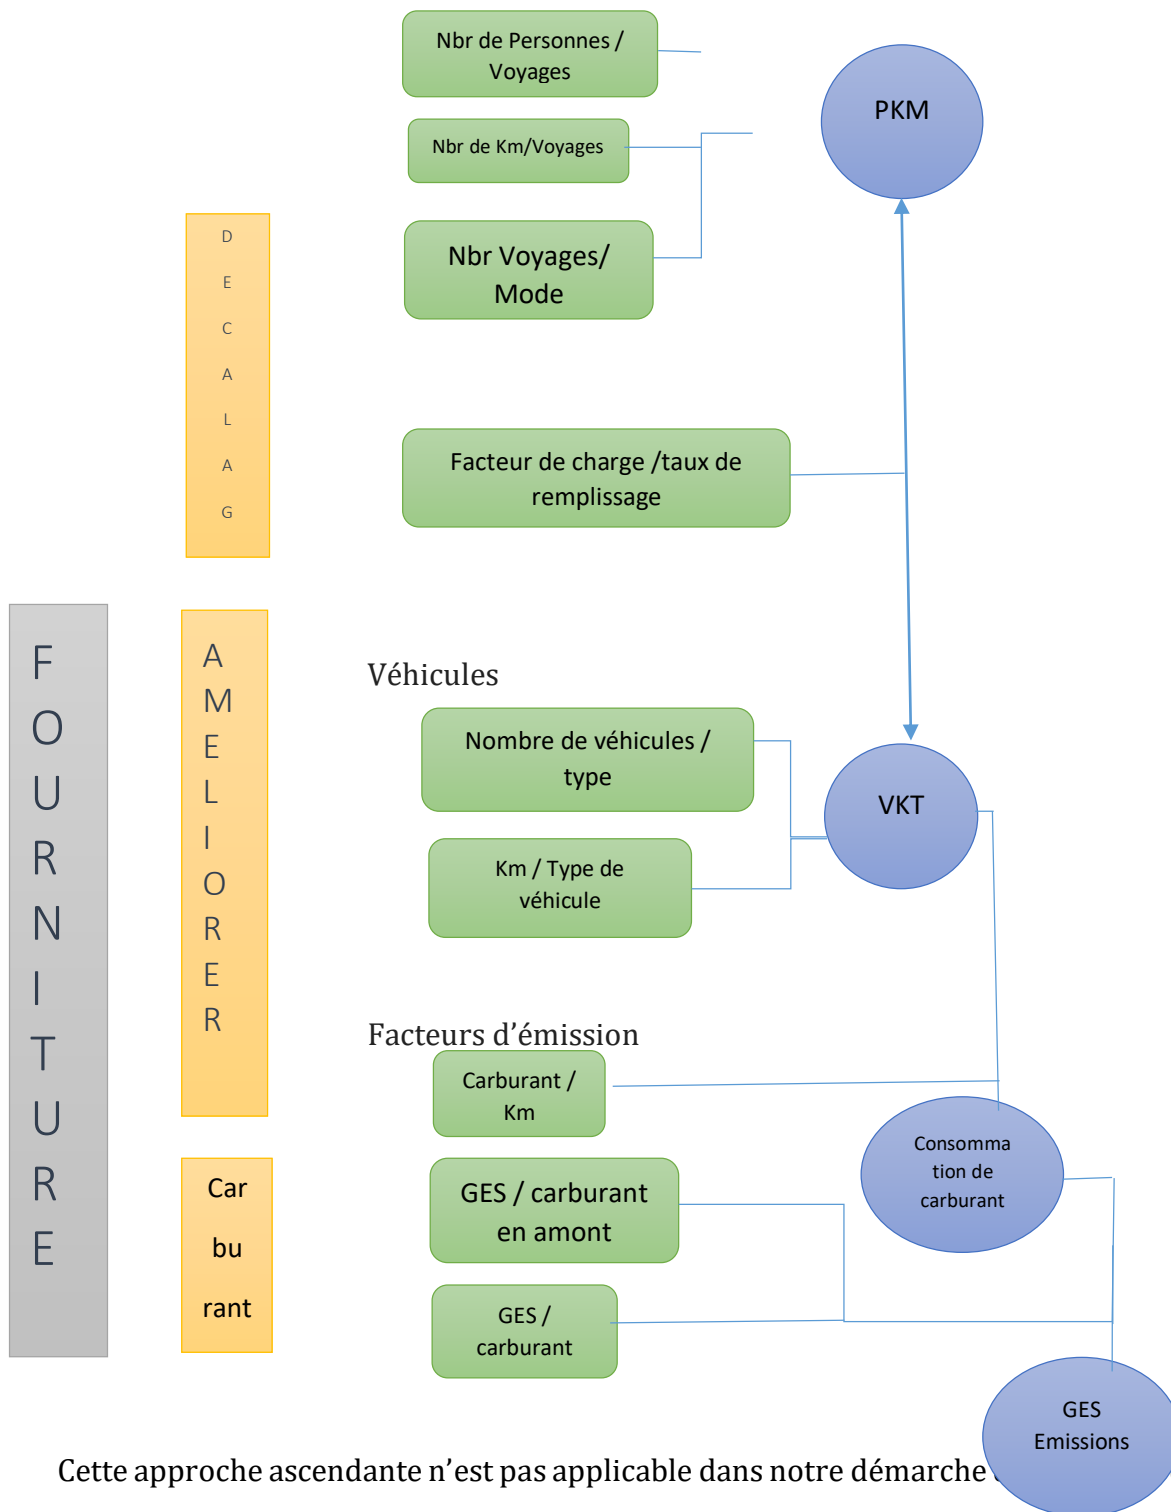 Nbr de Personnes /
Voyages
PKM
Nbr de Km/Voyages
Nbr Voyages/
Mode
D
E
C
A
L
A
G
Facteur de charge /taux de
remplissage
F
O
U
R
N
I
T
U
R
E
A
M
E
L
I
O
R
E
R
Véhicules
Nombre de véhicules /
type
VKT
Km / Type de
véhicule
Facteurs d’émission
Carburant /
Km
Consomma
tion de
carburant
Car
bu
rant
GES / carburant
en amont
GES /
carburant
GES
Emissions
Cette approche ascendante n’est pas applicable dans notre démarche